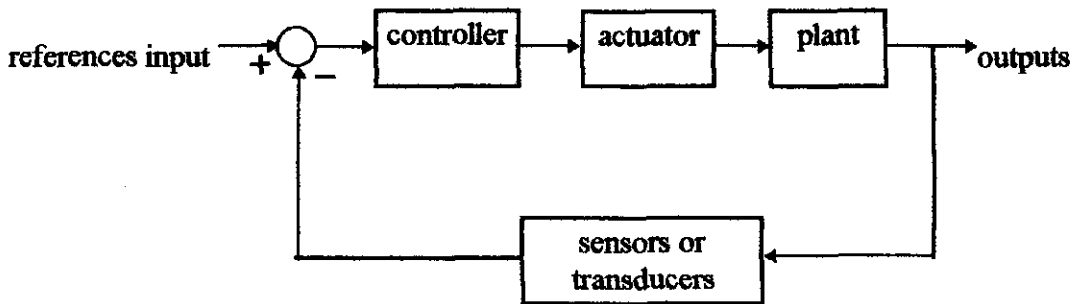 controller
actuator
plant
references input
+
−
outputs
sensors or
transducers